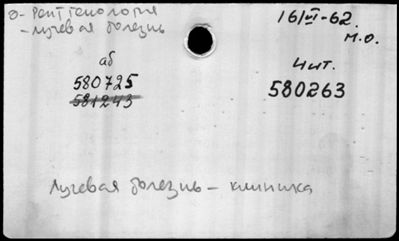 о- Рентгенология
- лучевая болезнь
16/VI-62.
м.о.
аб
580725
581243
Чит.
580263
Лучевая болезнь - клиника